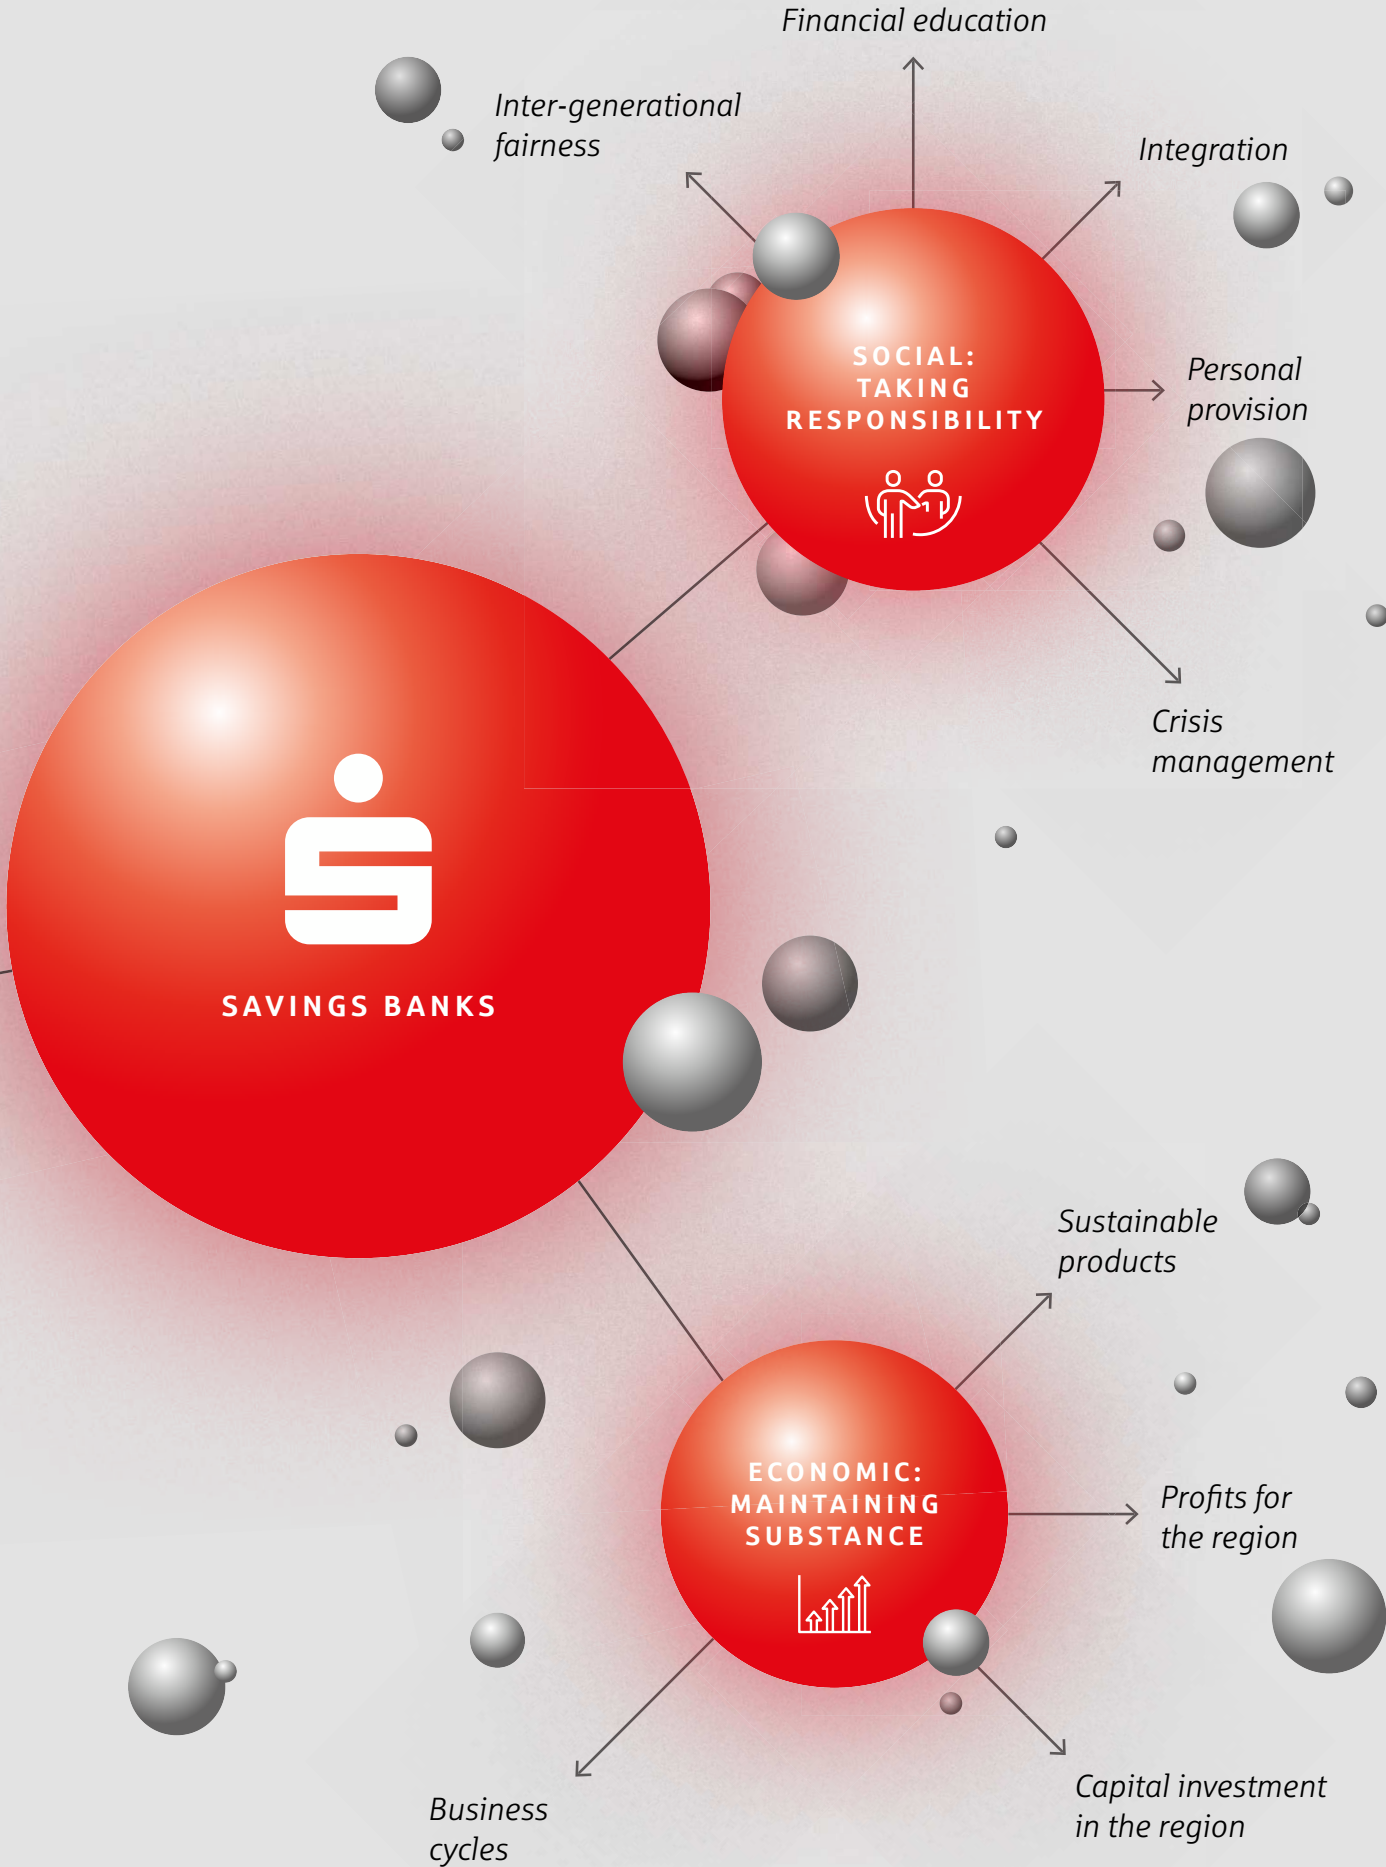 Financial education
Inter-generational
fairness
Integration
SOCIAL:
TAKING
RESPONSIBILITY
Personal
provision
Crisis
management
SAVINGS BANKS
Sustainable
products
ECONOMIC:
MAINTAINING
SUBSTANCE
Profits for
the region
Capital investment
in the region
Business
cycles